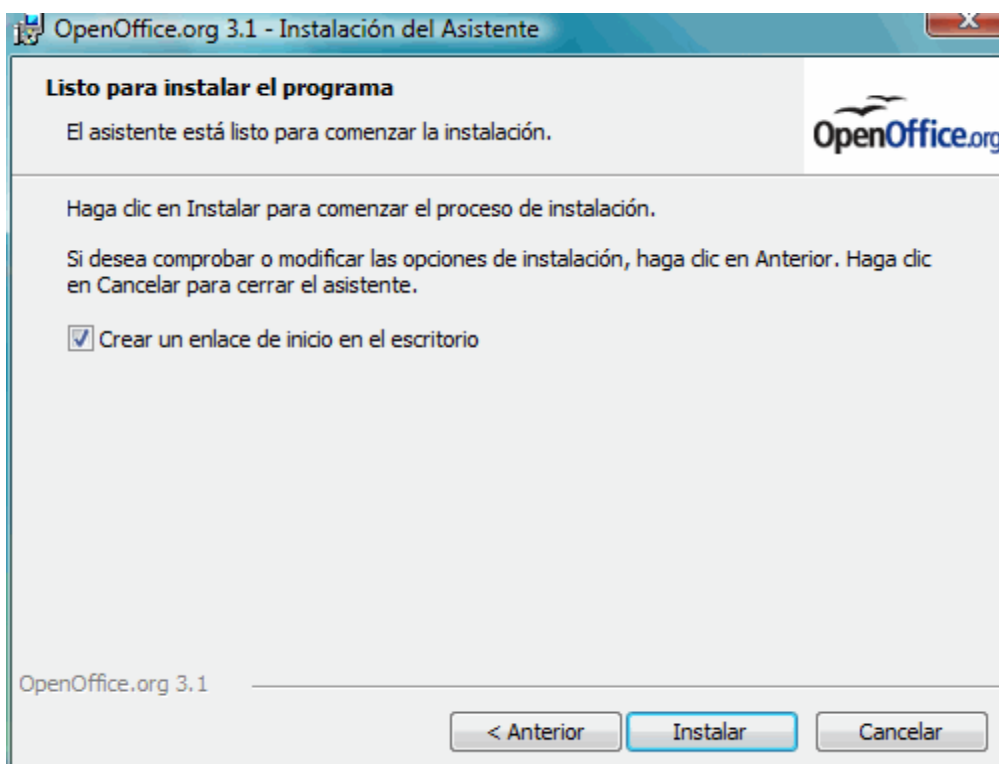 OpenOffice.org 3.1 - Instalación del Asistente
Listo para instalar el programa
El asistente está listo para comenzar la instalación.
OpenOffice.org
Haga clic en Instalar para comenzar el proceso de instalación.
Si desea comprobar o modificar las opciones de instalación, haga clic en Anterior. Haga clic
en Cancelar para cerrar el asistente.
Crear un enlace de inicio en el escritorio
OpenOffice.org 3.1
< Anterior
Instalar
Cancelar